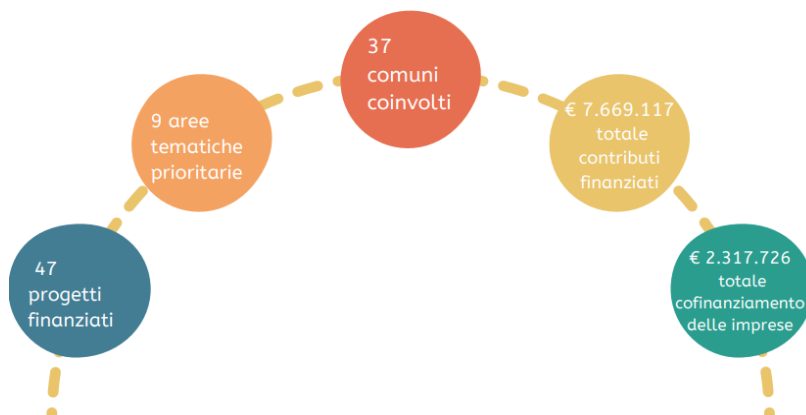 47
progetti
finanziati
9 aree
tematiche
prioritarie
37
comuni
coinvolti
€ 7.669.117
totale
contributi
finanziati
€ 2.317.726
totale
cofinanziamento
delle imprese